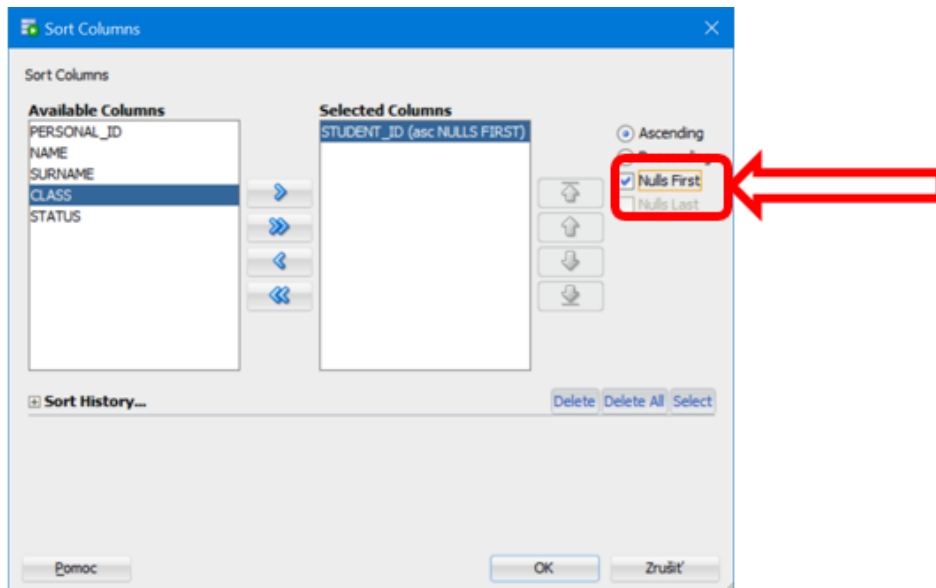 Sort Columns
Sort Columns
Available Columns
PERSONAL_ID
NAME
SURNAME
CLASS
STATUS
Selected Columns
STUDENT_ID (asc NULLS FIRST)
Ascending
Nulls First
Nulls Last
Sort History...
Delete Delete All Select
Pomoc
OK
Zrušiť